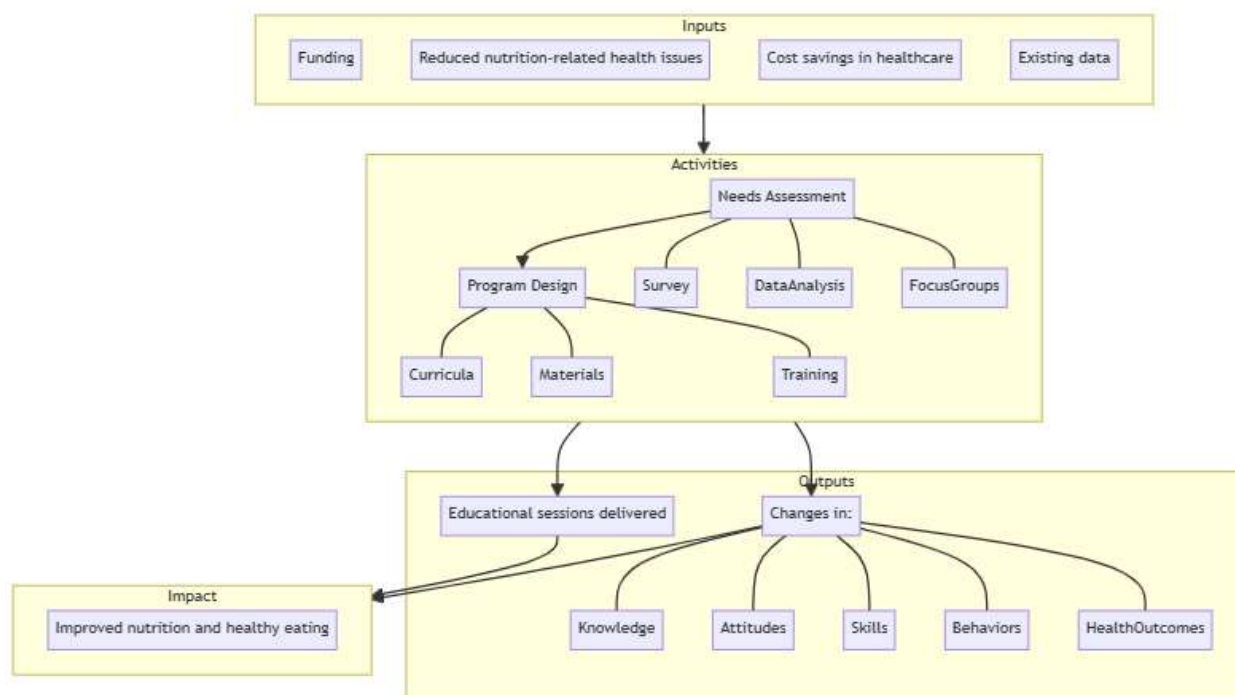 Inputs
Funding
Reduced nutrition-related health issues
Cost savings in healthcare
Existing data
Activities
Needs Assessment
Program Design
Survey
DataAnalysis
FocusGroups
Curricula
Materials
Training
Outputs
Educational sessions delivered
Changes in:
Impact
Improved nutrition and healthy eating
Knowledge
Attitudes
Skills
Behaviors
HealthOutcomes